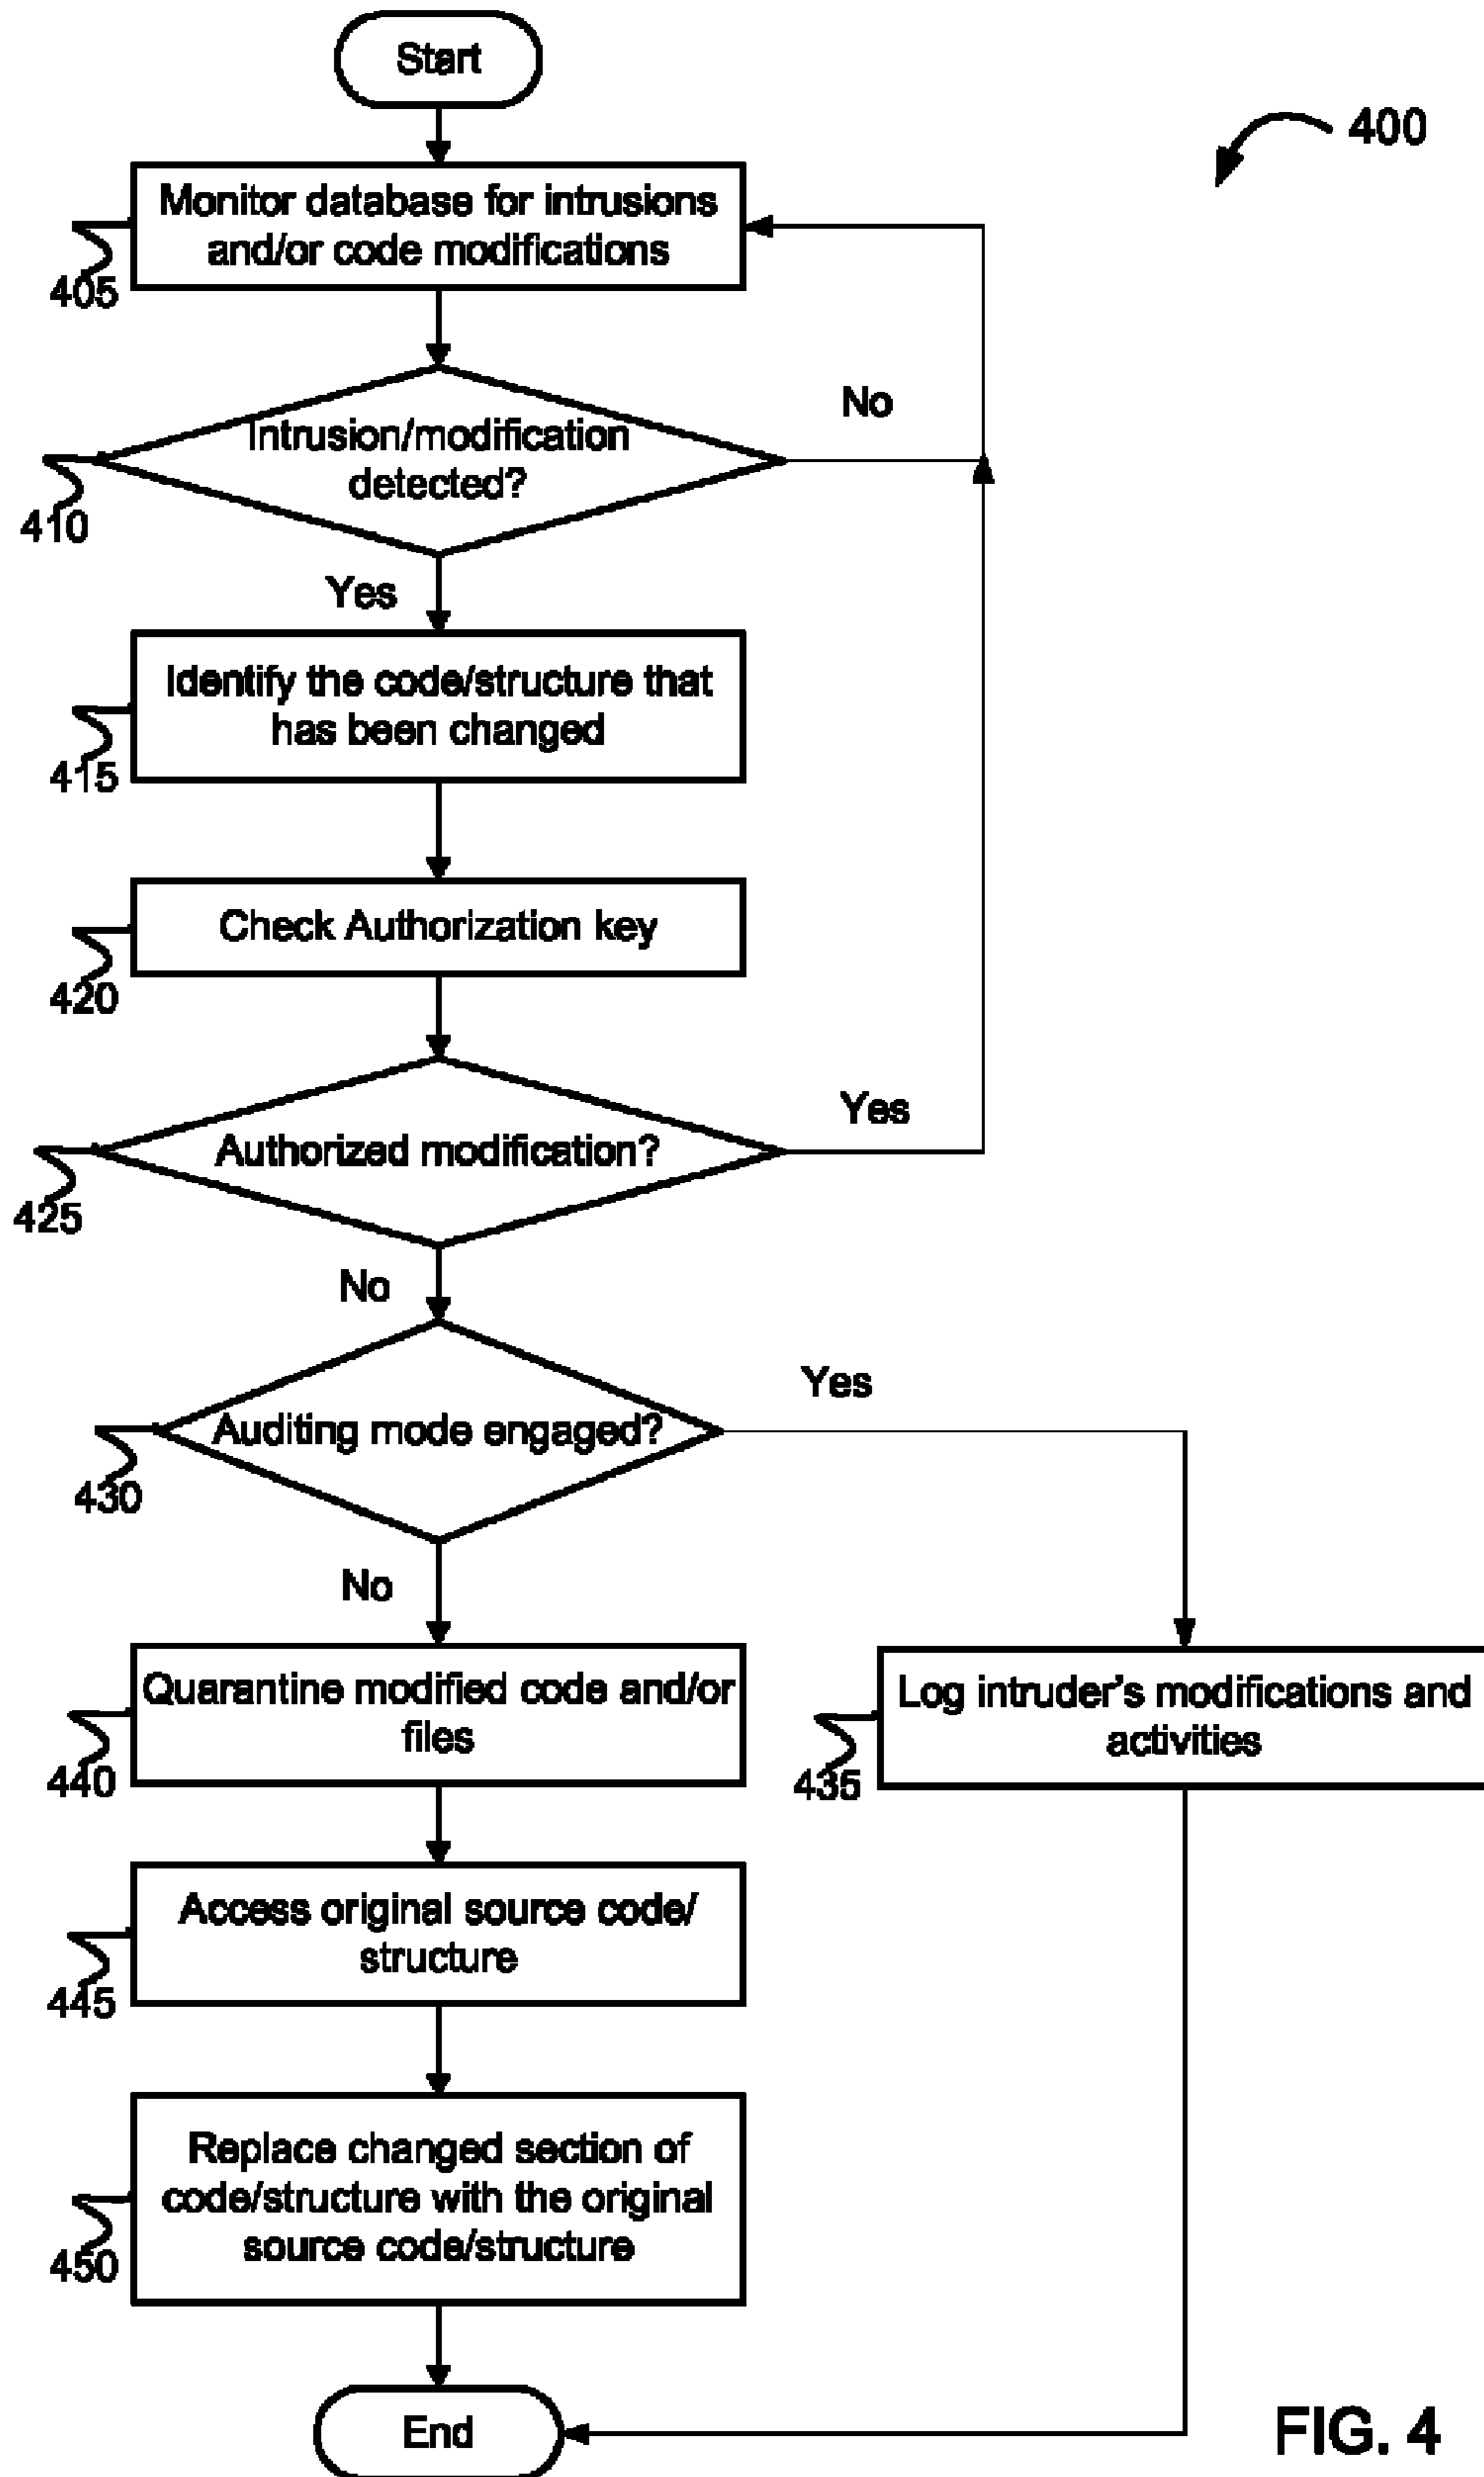 Start
400
Monitor database for intrusions
and/or code modifications
405
No
Intrusion/modification
detected?
410
Yes
Identify the code/structure that
has been changed
415
Check Authorization key
420
Yes
Authorized modification?
425
No
Yes
Auditing mode engaged?
430
No
Quarantine modified code and/or
files
440
Log intruder's modifications and
activities
435
Access original source code/
structure
445
Replace changed section of
code/structure with the original
source code/structure
450
End
FIG. 4